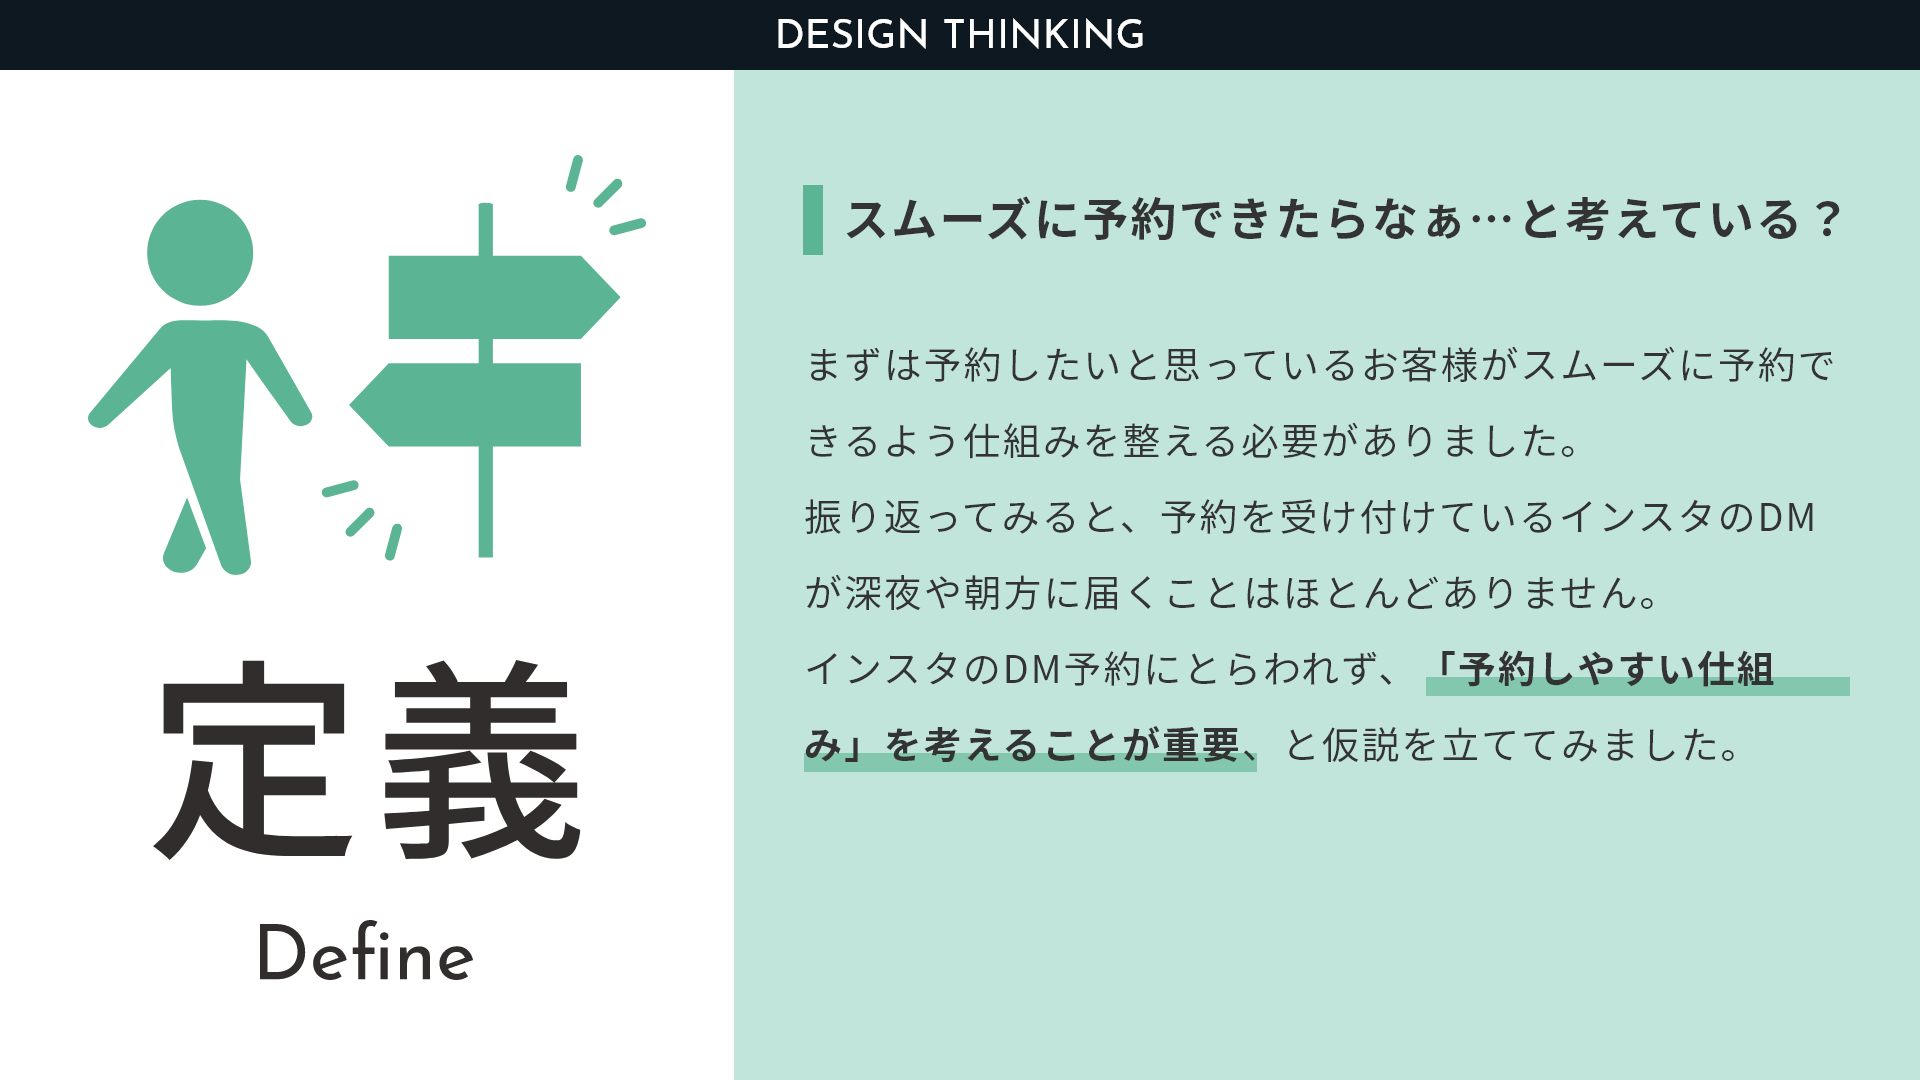 DESIGN THINKING
定義
Define
スムーズに予約できたらなぁ…と考えている？
まずは予約したいと思っているお客様がスムーズに予約で
きるよう仕組みを整える必要がありました。
振り返ってみると、予約を受け付けているインスタのDM
が深夜や朝方に届くことはほとんどありません。
インスタのDM予約にとらわれず、「予約しやすい仕組
み」を考えることが重要、と仮説を立ててみました。